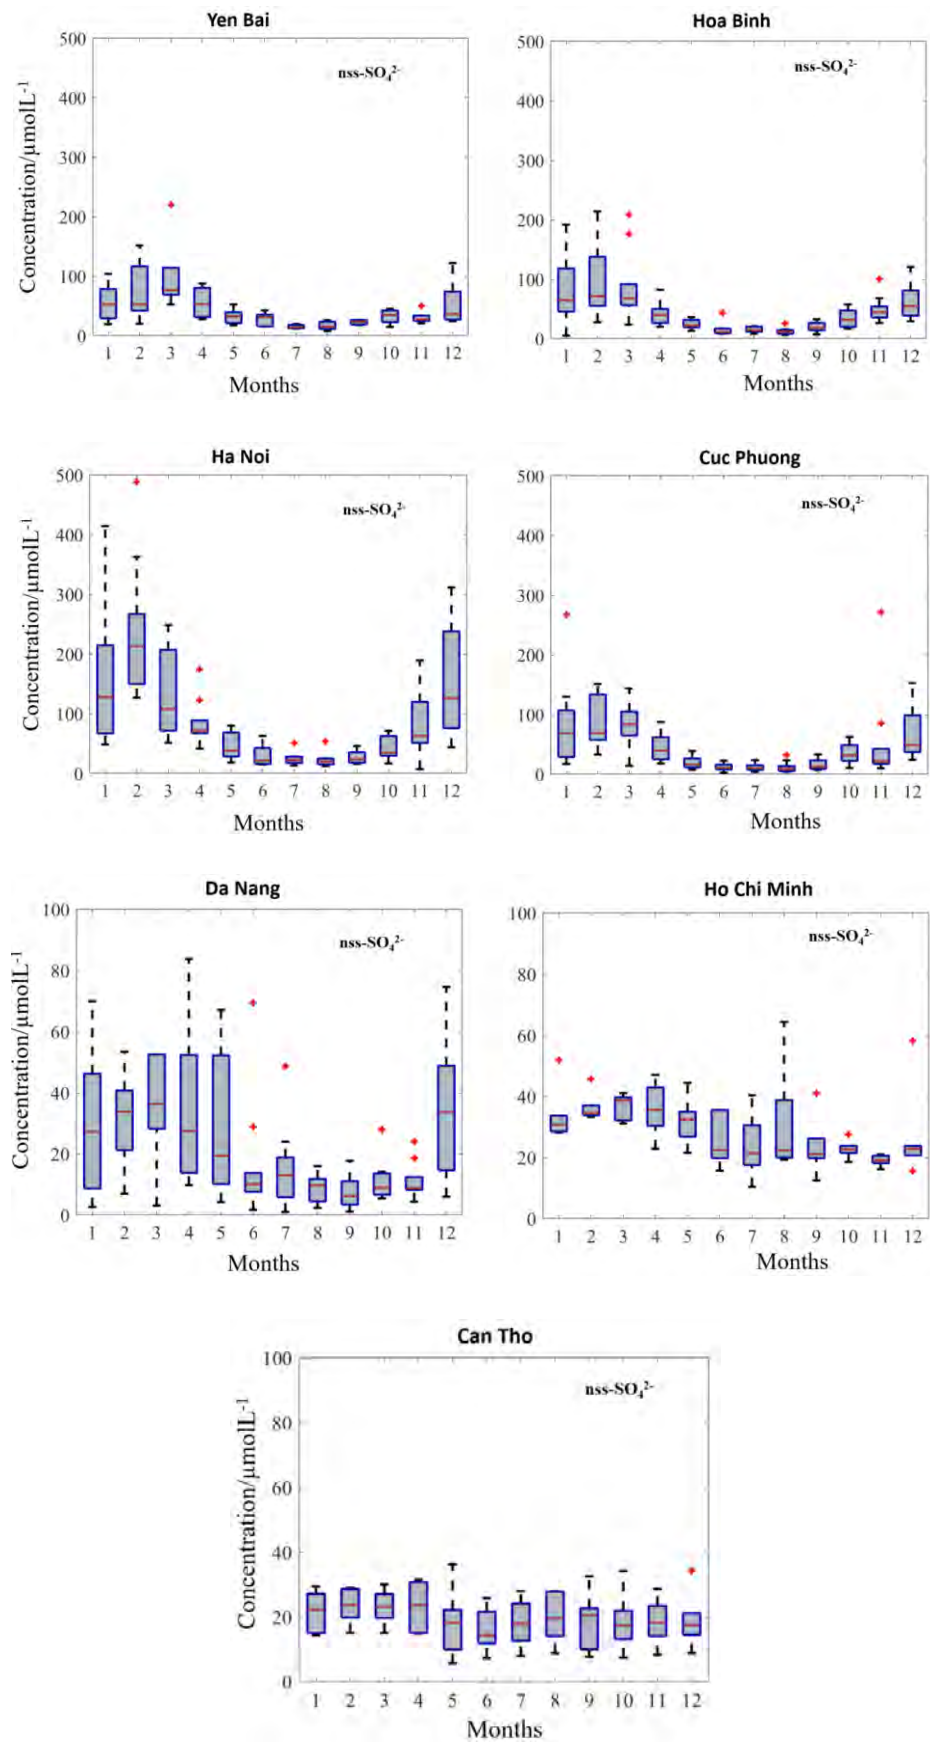 Yen Bai
nss-SO₄²⁻
Concentration/μmolL⁻¹
500
400
300
200
100
0
1 2 3 4 5 6 7 8 9 10 11 12
Months
Hoa Binh
nss-SO₄²⁻
500
400
300
200
100
0
1 2 3 4 5 6 7 8 9 10 11 12
Months
Ha Noi
nss-SO₄²⁻
Concentration/μmolL⁻¹
500
400
300
200
100
0
1 2 3 4 5 6 7 8 9 10 11 12
Months
Cuc Phuong
nss-SO₄²⁻
500
400
300
200
100
0
1 2 3 4 5 6 7 8 9 10 11 12
Months
Da Nang
nss-SO₄²⁻
Concentration/μmolL⁻¹
100
80
60
40
20
0
1 2 3 4 5 6 7 8 9 10 11 12
Months
Ho Chi Minh
nss-SO₄²⁻
100
80
60
40
20
0
1 2 3 4 5 6 7 8 9 10 11 12
Months
Can Tho
nss-SO₄²⁻
Concentration/μmolL⁻¹
100
80
60
40
20
0
1 2 3 4 5 6 7 8 9 10 11 12
Months